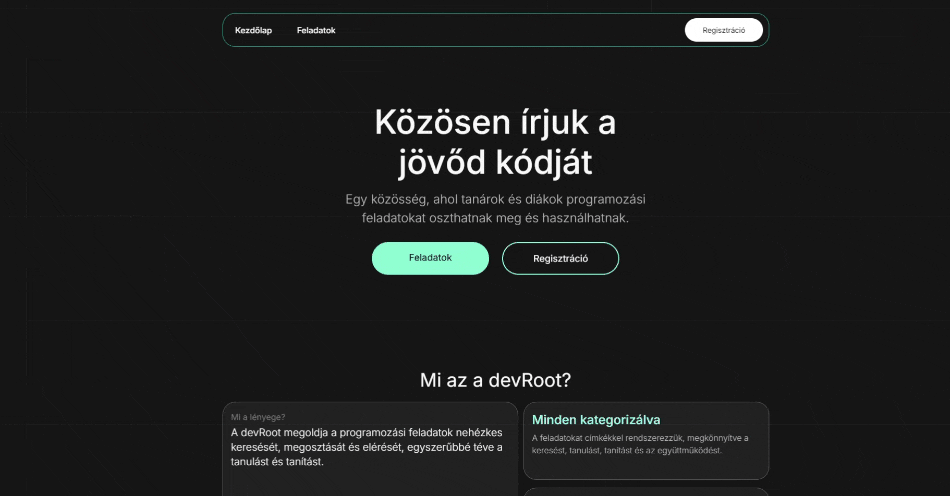 Kezdőlap Feladatok Regisztráció
Közösen írjuk a
jövőd kódját
Egy közösség, ahol tanárok és diákok programozási
feladatokat oszthatnak meg és használhatnak.
Feladatok Regisztráció
Mi az a devRoot?
Mi a lényege?
A devRoot megoldja a programozási feladatok nehézkes
keresését, megosztását és elérését, egyszerűbbé téve a
tanulást és tanítást.
Minden kategorizálva
A feladatokat címkékkel rendszerezzük, megkönnyítve a
keresést, tanulást, tanítást és az együttműködést.